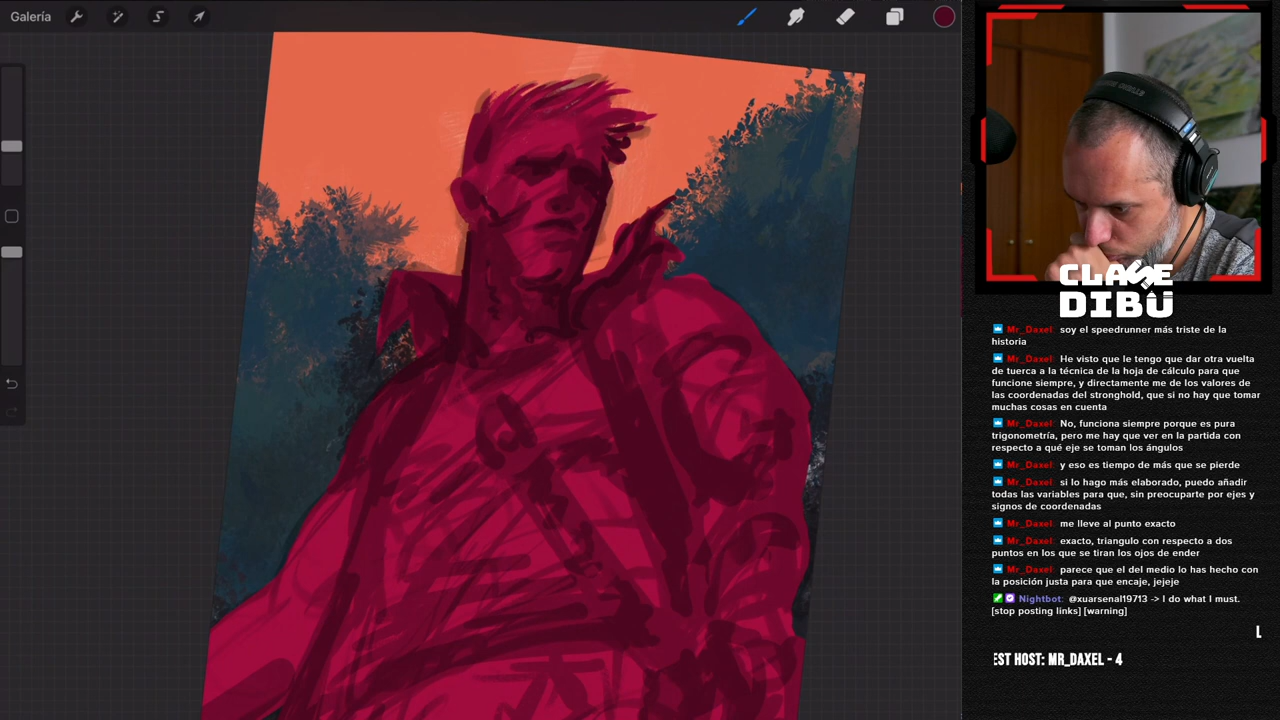 Galería
CLASE
DIBU
Mr_Daxel: soy el speedrunner más triste de la
historia
Mr_Daxel: He visto que le tengo que dar otra vuelta
de tuerca a la técnica de la hoja de cálculo para que
funcione siempre, y directamente me de los valores de
las coordenadas del stronghold, que si no hay que tomar
muchas cosas en cuenta
Mr_Daxel: No, funciona siempre porque es pura
trigonometría, pero me hay que ver en la partida con
respecto a qué eje se toman los ángulos
Mr_Daxel: y eso es tiempo de más que se pierde
Mr_Daxel: si lo hago más elaborado, puedo añadir
todas las variables para que, sin preocuparte por ejes y
signos de coordenadas
Mr_Daxel: me lleve al punto exacto
Mr_Daxel: exacto, triangulo con respecto a dos
puntos en los que se tiran los ojos de ender
Mr_Daxel: parece que el del medio lo has hecho con
la posición justa para que encaje, jejeje
Nightbot: @xuarsenal19713 -> I do what I must.
[stop posting links] [warning]
L
EST HOST: MR_DAXEL - 4